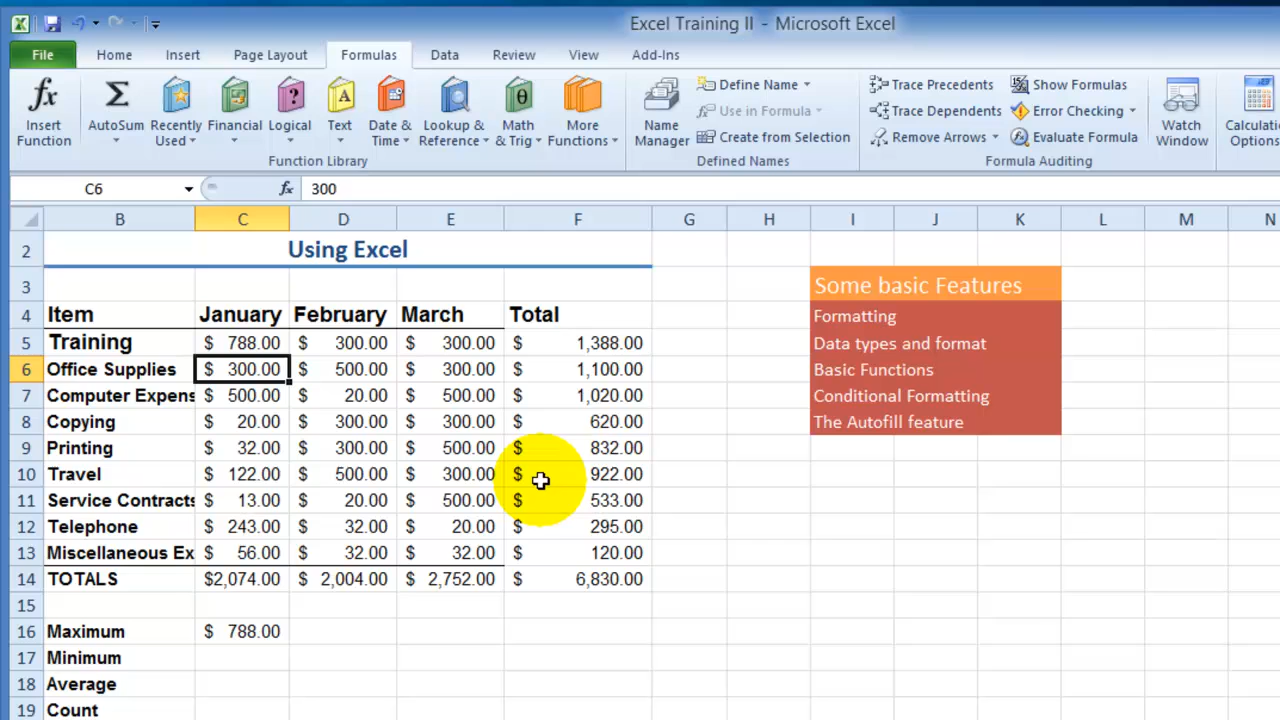 Excel Training II - Microsoft Excel
File Home Insert Page Layout Formulas Data Review View Add-Ins
fx Σ ? A θ
Insert Function AutoSum Recently Used Financial Logical Text Date & Time Lookup & Reference Math & Trig More Functions
Function Library
Name Manager
Define Name
Use in Formula
Create from Selection
Defined Names
Trace Precedents Show Formulas
Trace Dependents Error Checking
Remove Arrows Evaluate Formula
Formula Auditing
Watch Window
Calculatio
Options
C6 fx 300
B C D E F G H I J K L M N
2 Using Excel
3 Some basic Features
4 Item January February March Total Formatting
5 Training $ 788.00 $ 300.00 $ 300.00 $ 1,388.00 Data types and format
6 Office Supplies $ 300.00 $ 500.00 $ 300.00 $ 1,100.00 Basic Functions
7 Computer Expens $ 500.00 $ 20.00 $ 500.00 $ 1,020.00 Conditional Formatting
8 Copying $ 20.00 $ 300.00 $ 300.00 $ 620.00 The Autofill feature
9 Printing $ 32.00 $ 300.00 $ 500.00 $ 832.00
10 Travel $ 122.00 $ 500.00 $ 300.00 $ 922.00
11 Service Contracts $ 13.00 $ 20.00 $ 500.00 $ 533.00
12 Telephone $ 243.00 $ 32.00 $ 20.00 $ 295.00
13 Miscellaneous Ex $ 56.00 $ 32.00 $ 32.00 $ 120.00
14 TOTALS $2,074.00 $ 2,004.00 $ 2,752.00 $ 6,830.00
15
16 Maximum $ 788.00
17 Minimum
18 Average
19 Count